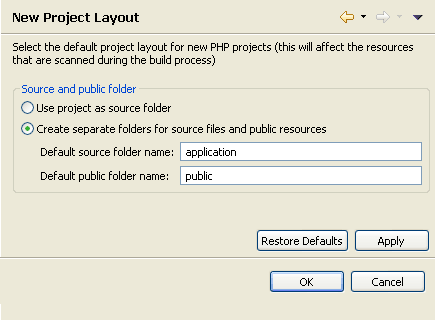 New Project Layout
Select the default project layout for new PHP projects (this will affect the resources
that are scanned during the build process)
Source and public folder
Use project as source folder
Create separate folders for source files and public resources
Default source folder name: application
Default public folder name: public
Restore Defaults Apply
OK Cancel